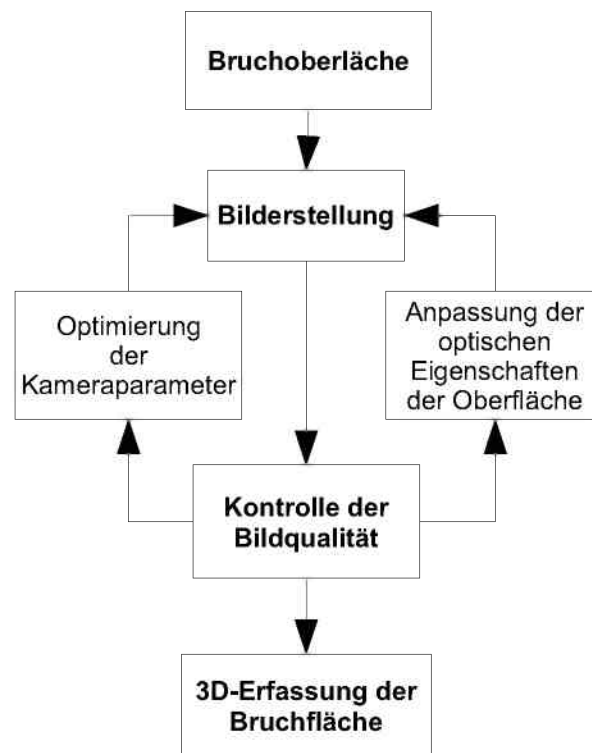 Bruchoberläche
Bilderstellung
Optimierung
der
Kameraparameter
Anpassung der
optischen
Eigenschaften
der Oberfläche
Kontrolle der
Bildqualität
3D-Erfassung der
Bruchfläche